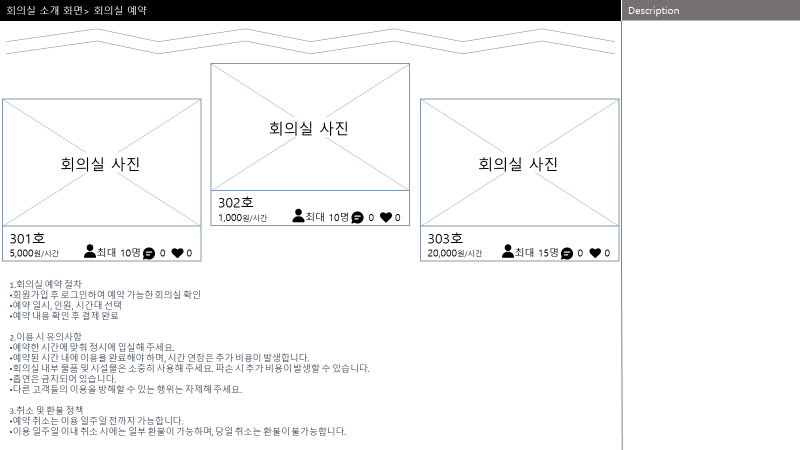 회의실 소개 화면> 회의실 예약
Description
회의실 사진
301호
5,000원/시간 최대 10명 0 0
회의실 사진
302호
1,000원/시간 최대 10명 0 0
회의실 사진
303호
20,000원/시간 최대 15명 0 0
1.회의실 예약 절차
•회원가입 후 로그인하여 예약 가능한 회의실 확인
•예약 일시, 인원, 시간대 선택
•예약 내용 확인 후 결제 완료
2.이용 시 유의사항
•예약한 시간에 맞춰 정시에 입실해 주세요.
•예약된 시간 내에 이용을 완료해야 하며, 시간 연장은 추가 비용이 발생합니다.
•회의실 내부 물품 및 시설물은 소중히 사용해 주세요. 파손 시 추가 비용이 발생할 수 있습니다.
•흡연은 금지되어 있습니다.
•다른 고객들의 이용을 방해할 수 있는 행위는 자제해 주세요.
3.취소 및 환불 정책
•예약 취소는 이용 일주일 전까지 가능합니다.
•이용 일주일 이내 취소 시에는 일부 환불이 가능하며, 당일 취소는 환불이 불가능합니다.